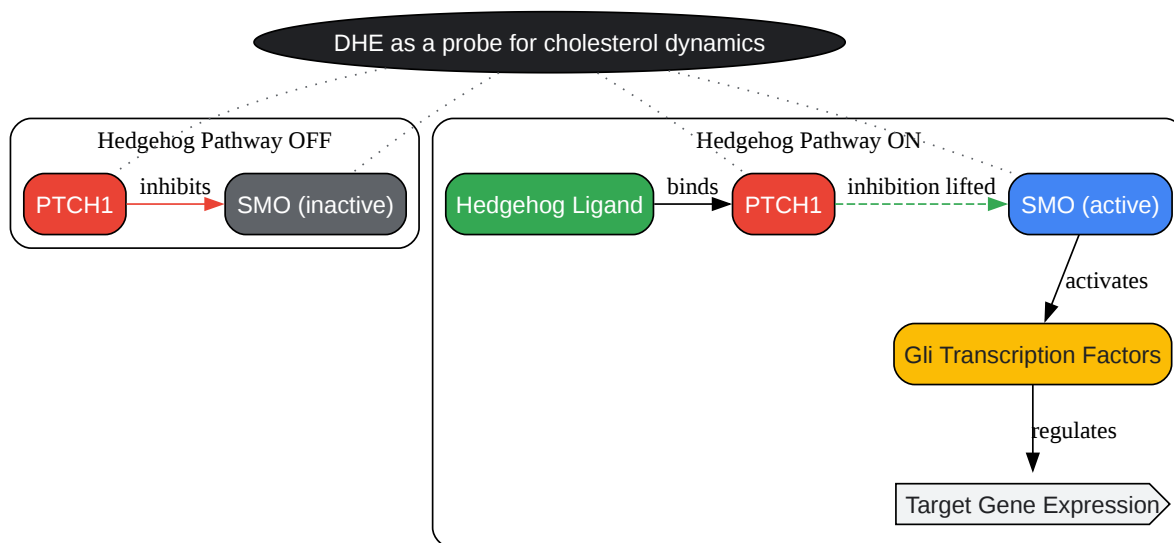 DHE as a probe for cholesterol dynamics
Hedgehog Pathway OFF
PTCH1
inhibits
SMO (inactive)
Hedgehog Pathway ON
Hedgehog Ligand
binds
PTCH1
inhibition lifted
SMO (active)
activates
Gli Transcription Factors
regulates
Target Gene Expression